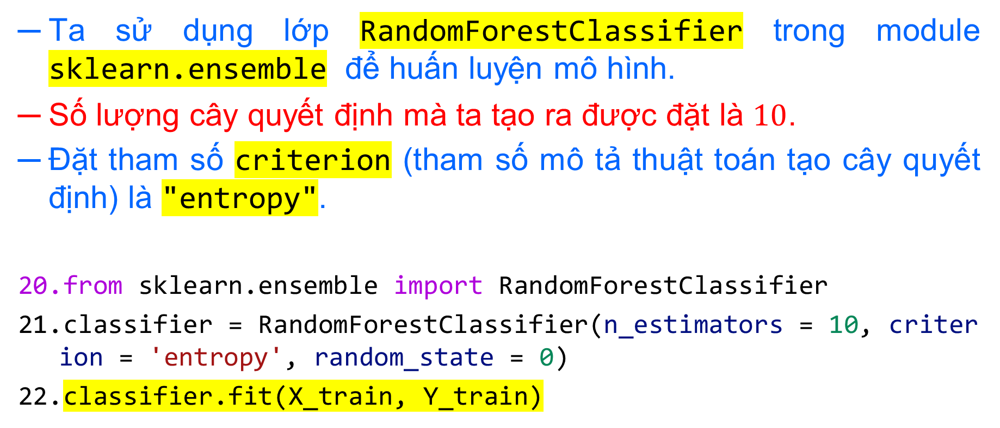 — Ta sử dụng lớp RandomForestClassifier trong module
sklearn.ensemble để huấn luyện mô hình.
— Số lượng cây quyết định mà ta tạo ra được đặt là 10.
— Đặt tham số criterion (tham số mô tả thuật toán tạo cây quyết
định) là "entropy".
20.from sklearn.ensemble import RandomForestClassifier
21.classifier = RandomForestClassifier(n_estimators = 10, criter
ion = 'entropy', random_state = 0)
22.classifier.fit(X_train, Y_train)